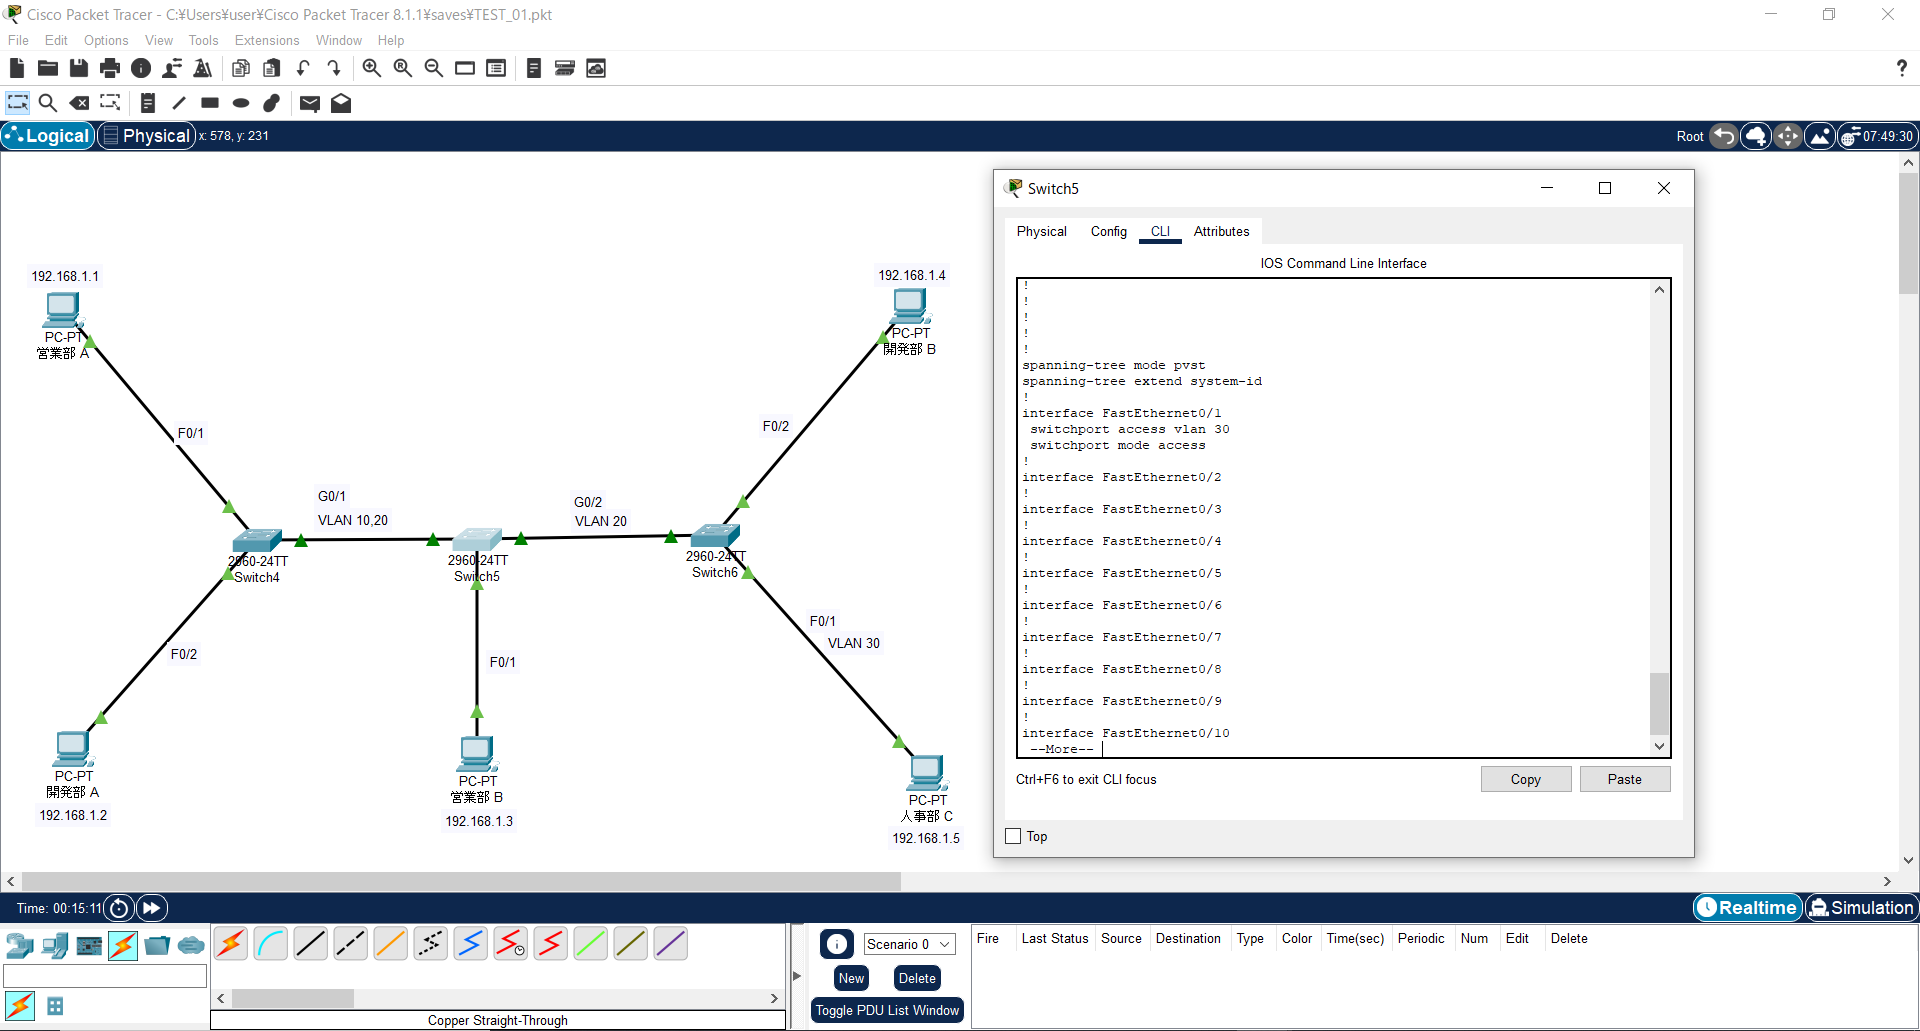 Cisco Packet Tracer - C:¥Users¥user¥Cisco Packet Tracer 8.1.1¥saves¥TEST_01.pkt
File Edit Options View Tools Extensions Window Help
Logical Physical x: 578, y: 231 Root 07:49:30
192.168.1.1
PC-PT
営業部 A
192.168.1.4
PC-PT
開発部 B
F0/1
F0/2
G0/1
VLAN 10,20
G0/2
VLAN 20
2960-24TT
Switch4
2960-24TT
Switch5
2960-24TT
Switch6
F0/2
F0/1
F0/1
VLAN 30
PC-PT
開発部 A
192.168.1.2
PC-PT
営業部 B
192.168.1.3
PC-PT
人事部 C
192.168.1.5
Switch5
Physical Config CLI Attributes
IOS Command Line Interface
!
!
!
!
!
spanning-tree mode pvst
spanning-tree extend system-id
!
interface FastEthernet0/1
switchport access vlan 30
switchport mode access
!
interface FastEthernet0/2
!
interface FastEthernet0/3
!
interface FastEthernet0/4
!
interface FastEthernet0/5
!
interface FastEthernet0/6
!
interface FastEthernet0/7
!
interface FastEthernet0/8
!
interface FastEthernet0/9
!
interface FastEthernet0/10
--More--
Ctrl+F6 to exit CLI focus
Copy Paste
Top
Time: 00:15:11
Realtime Simulation
Scenario 0
New Delete
Toggle PDU List Window
Fire Last Status Source Destination Type Color Time(sec) Periodic Num Edit Delete
Copper Straight-Through